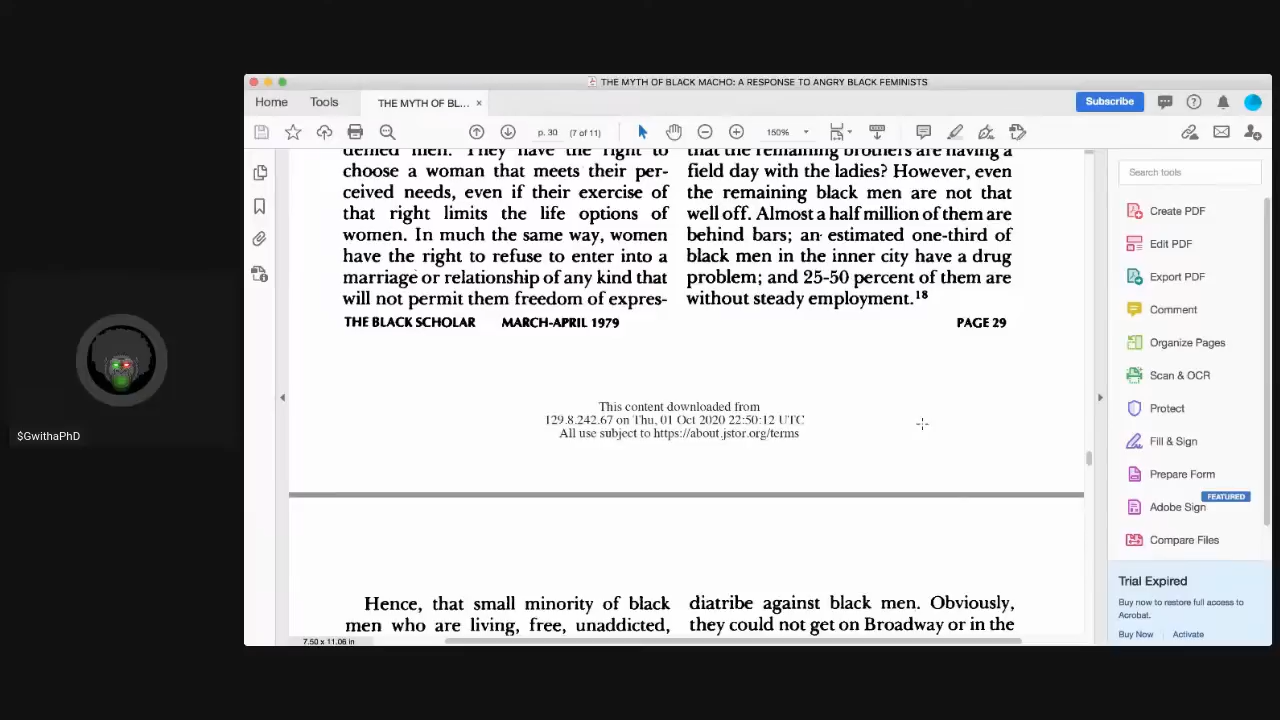 THE MYTH OF BLACK MACHO: A RESPONSE TO ANGRY BLACK FEMINISTS
Home Tools THE MYTH OF BL... × Subscribe
p. 30 (7 of 11) 150%
denied men. They have the right to
choose a woman that meets their per-
ceived needs, even if their exercise of
that right limits the life options of
women. In much the same way, women
have the right to refuse to enter into a
marriage or relationship of any kind that
will not permit them freedom of expres-
that the remaining brothers are having a
field day with the ladies? However, even
the remaining black men are not that
well off. Almost a half million of them are
behind bars; an estimated one-third of
black men in the inner city have a drug
problem; and 25-50 percent of them are
without steady employment.18
THE BLACK SCHOLAR MARCH-APRIL 1979 PAGE 29
This content downloaded from
129.8.242.67 on Thu, 01 Oct 2020 22:50:12 UTC
All use subject to https://about.jstor.org/terms
Hence, that small minority of black
men who are living, free, unaddicted,
diatribe against black men. Obviously,
they could not get on Broadway or in the
7.50 x 11.06 in
Search tools
Create PDF
Edit PDF
Export PDF
Comment
Organize Pages
Scan & OCR
Protect
Fill & Sign
Prepare Form
FEATURED
Adobe Sign
Compare Files
Trial Expired
Buy now to restore full access to
Acrobat.
Buy Now Activate
$GwithaPhD